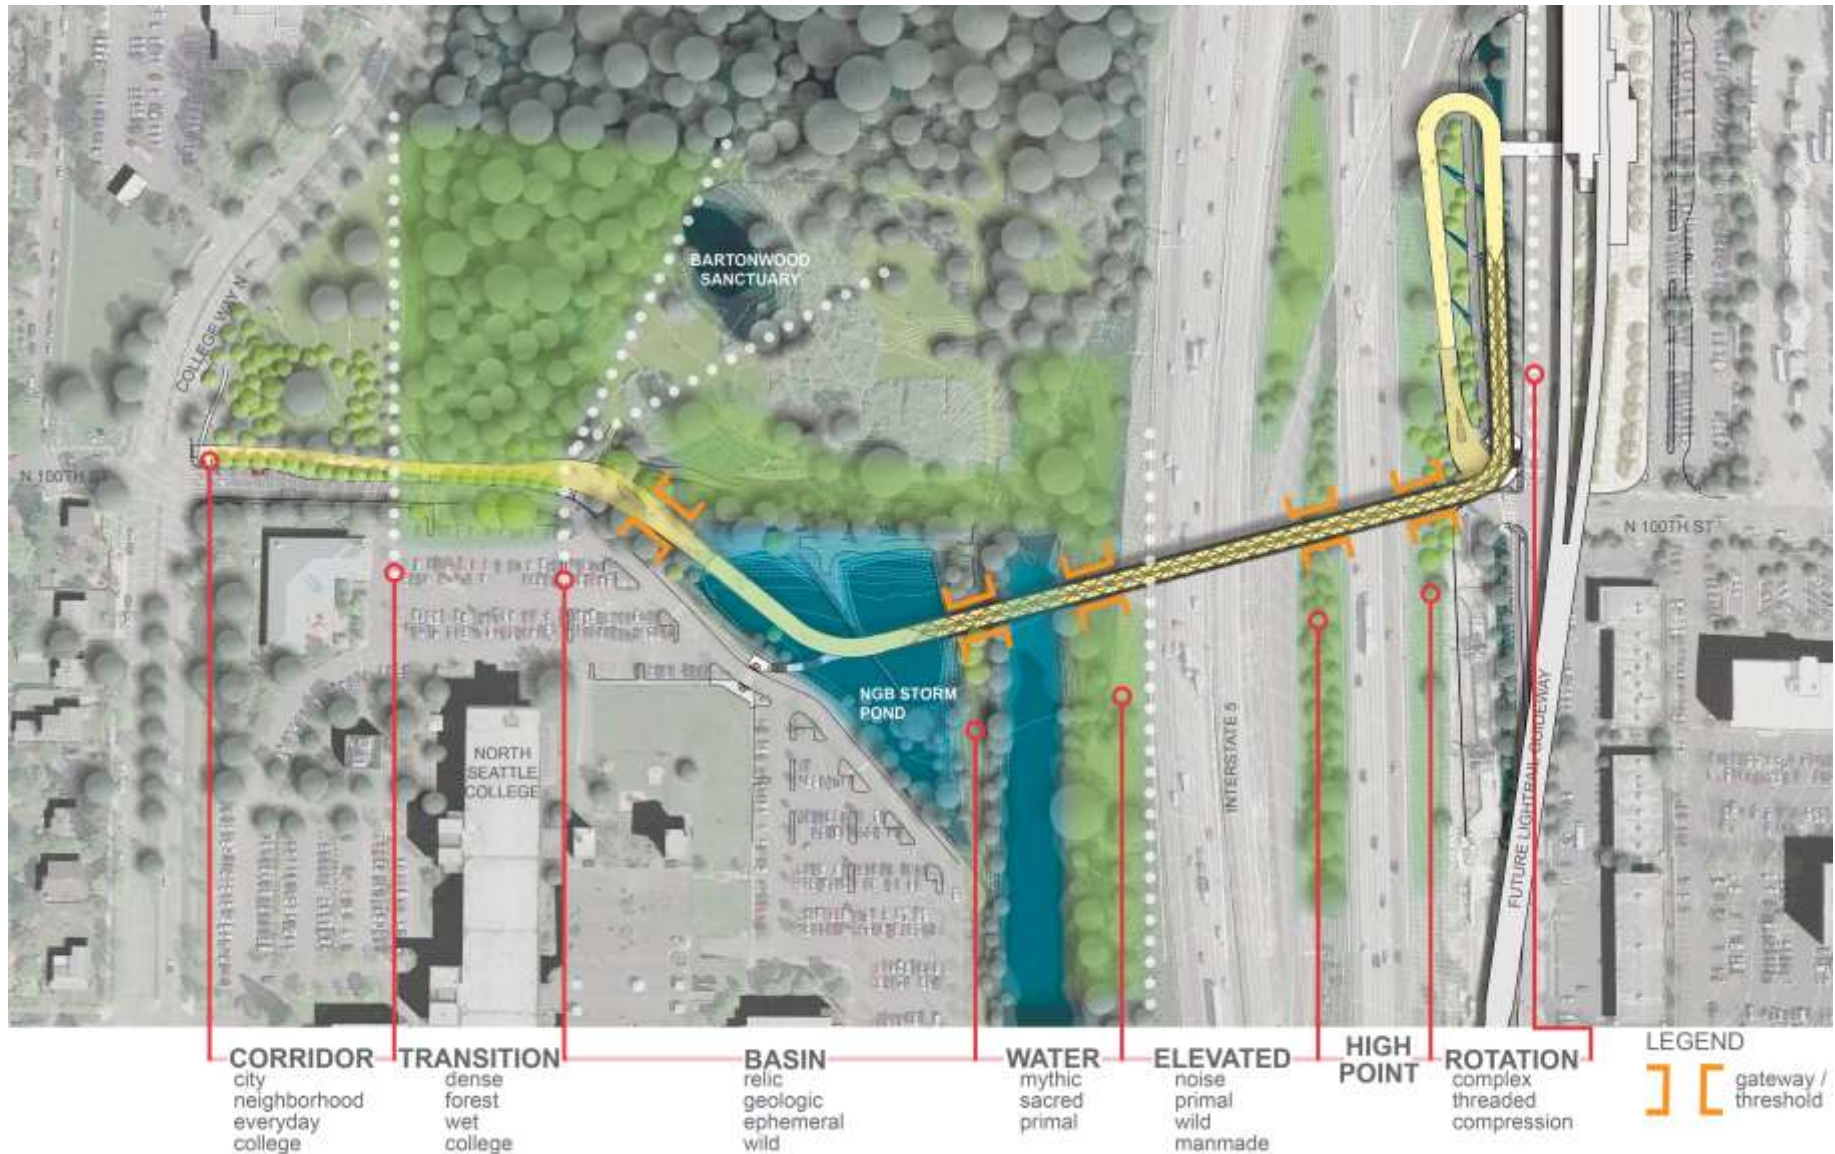 COLLEGE WAY N
BARTONWOOD
SANCTUARY
N 100TH ST
N 100TH ST
NGB STORM
POND
NORTH
SEATTLE
COLLEGE
INTERSTATE 5
FUTURE LIGHTRAIL GUIDEWAY
CORRIDOR
city
neighborhood
everyday
college
TRANSITION
dense
forest
wet
college
BASIN
relic
geologic
ephemeral
wild
WATER
mythic
sacred
primal
ELEVATED
noise
primal
wild
manmade
HIGH
POINT
ROTATION
complex
threaded
compression
LEGEND
gateway /
threshold